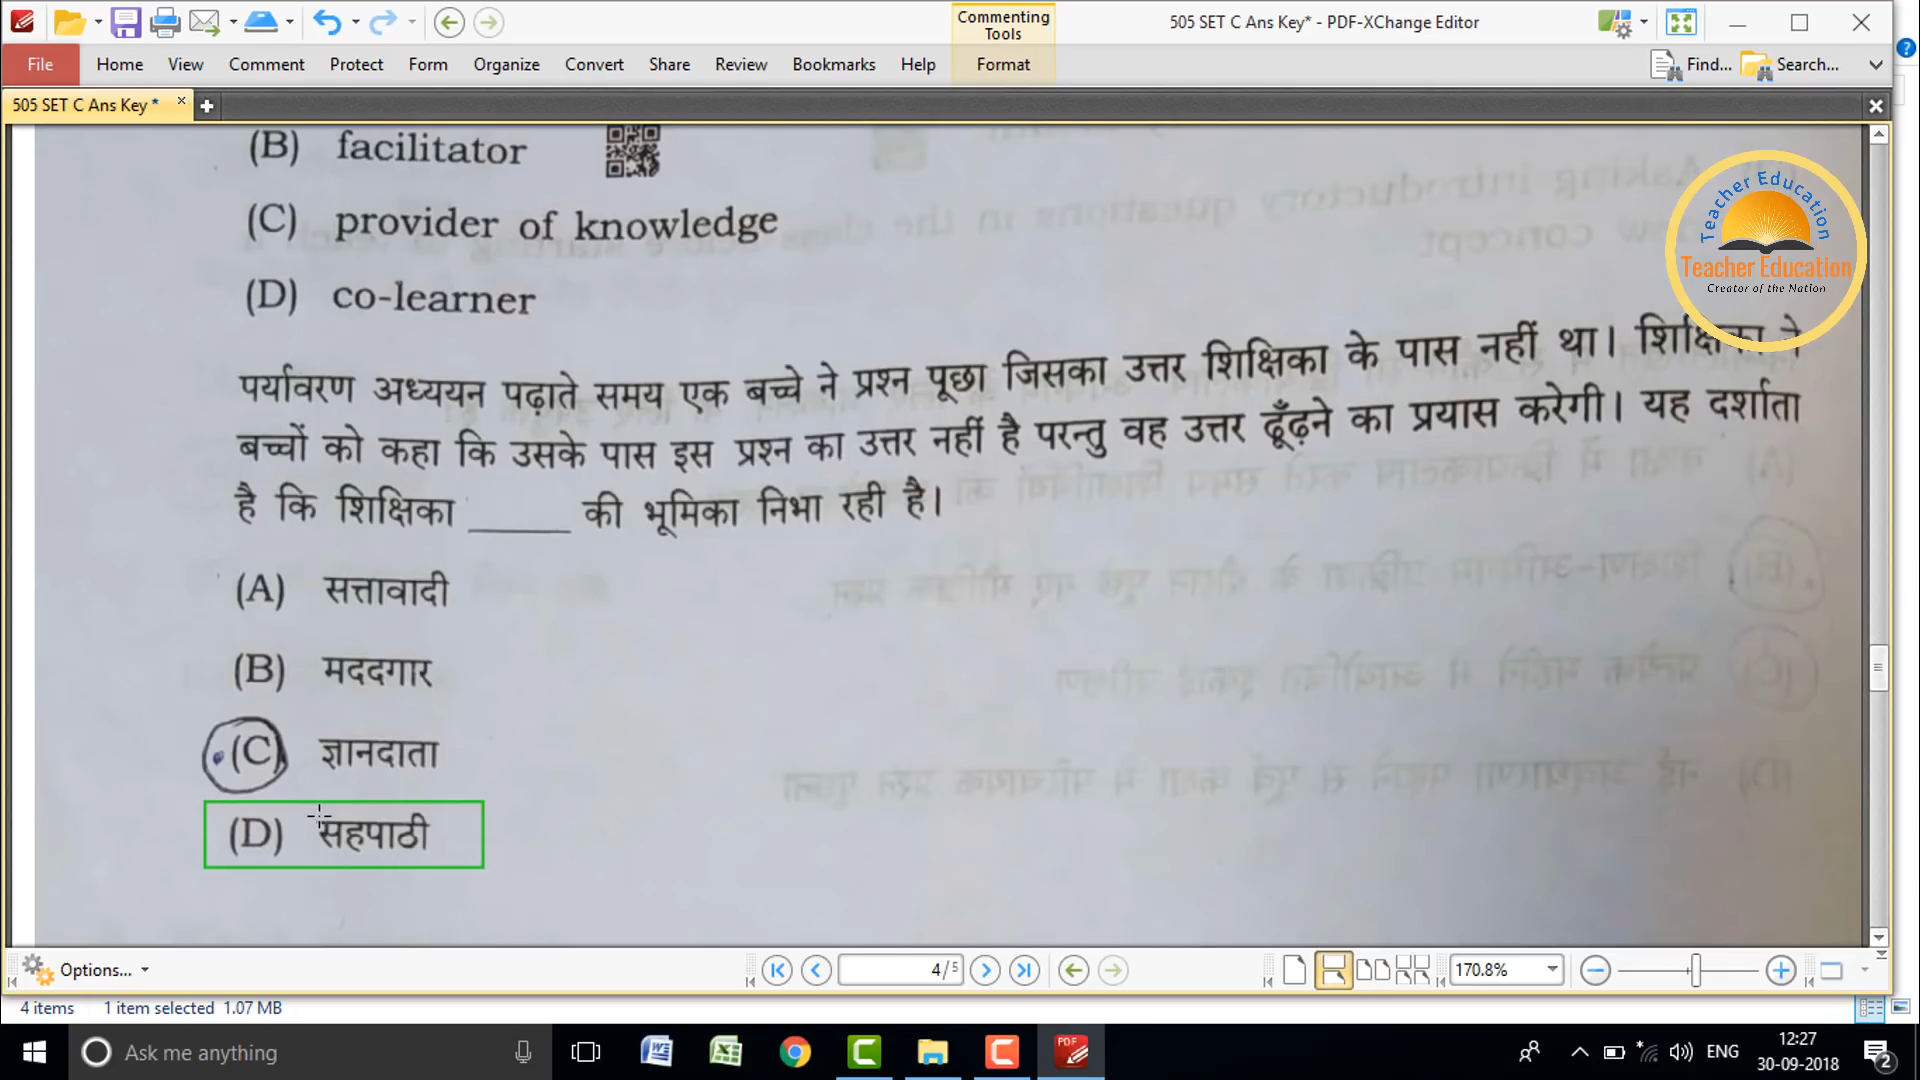 505 SET C Ans Key* - PDF-XChange Editor
Commenting
Tools
File Home View Comment Protect Form Organize Convert Share Review Bookmarks Help Format Find... Search...
505 SET C Ans Key *
(B) facilitator
(C) provider of knowledge
(D) co-learner
पर्यावरण अध्ययन पढ़ाते समय एक बच्चे ने प्रश्न पूछा जिसका उत्तर शिक्षिका के पास नहीं था। शिक्षिका ने
बच्चों को कहा कि उसके पास इस प्रश्न का उत्तर नहीं है परन्तु वह उत्तर ढूँढ़ने का प्रयास करेगी। यह दर्शाता
है कि शिक्षिका _____ की भूमिका निभा रही है।
(A) सत्तावादी
(B) मददगार
(C) ज्ञानदाता
(D) सहपाठी
Teacher Education
Teacher Education
Creator of the Nation
Options...
4 / 5
170.8%
4 items 1 item selected 1.07 MB
Ask me anything
ENG
12:27
30-09-2018
2